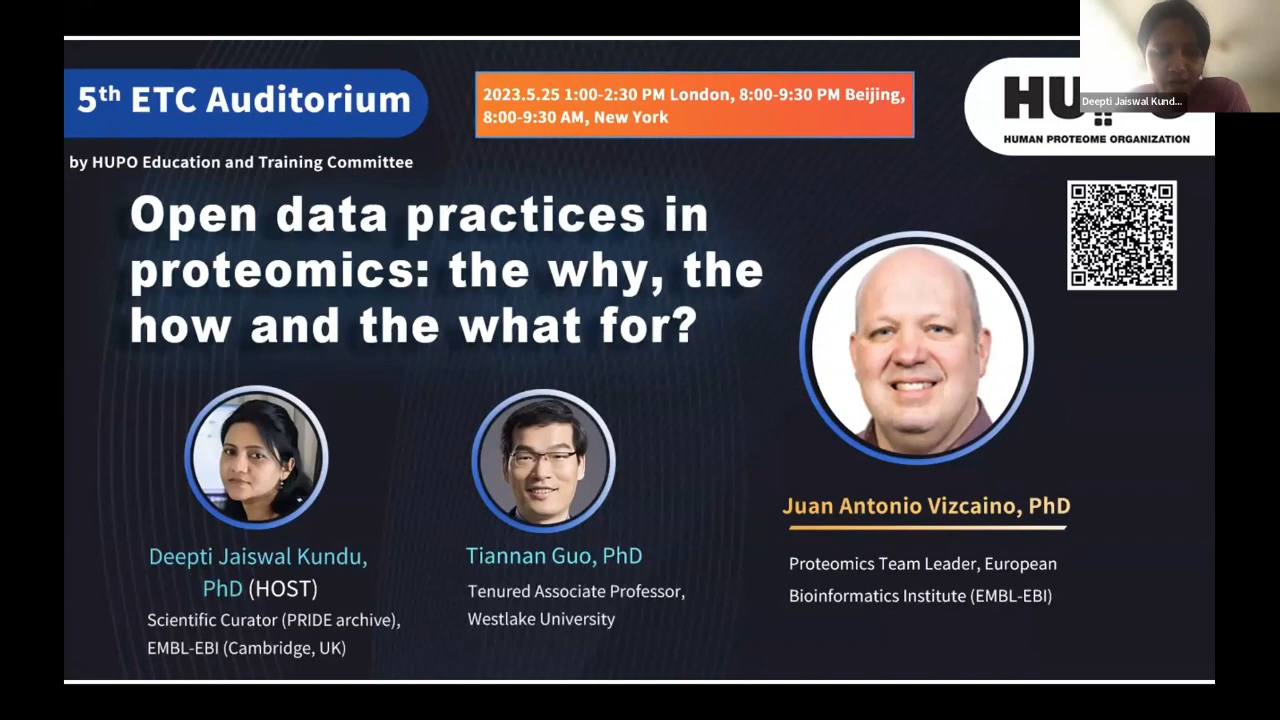 5th ETC Auditorium
2023.5.25 1:00-2:30 PM London, 8:00-9:30 PM Beijing,
8:00-9:30 AM, New York
Deepti Jaiswal Kund...
HUMAN PROTEOME ORGANIZATION
by HUPO Education and Training Committee
Open data practices in
proteomics: the why, the
how and the what for?
Juan Antonio Vizcaino, PhD
Proteomics Team Leader, European
Bioinformatics Institute (EMBL-EBI)
Deepti Jaiswal Kundu,
PhD (HOST)
Scientific Curator (PRIDE archive),
EMBL-EBI (Cambridge, UK)
Tiannan Guo, PhD
Tenured Associate Professor,
Westlake University